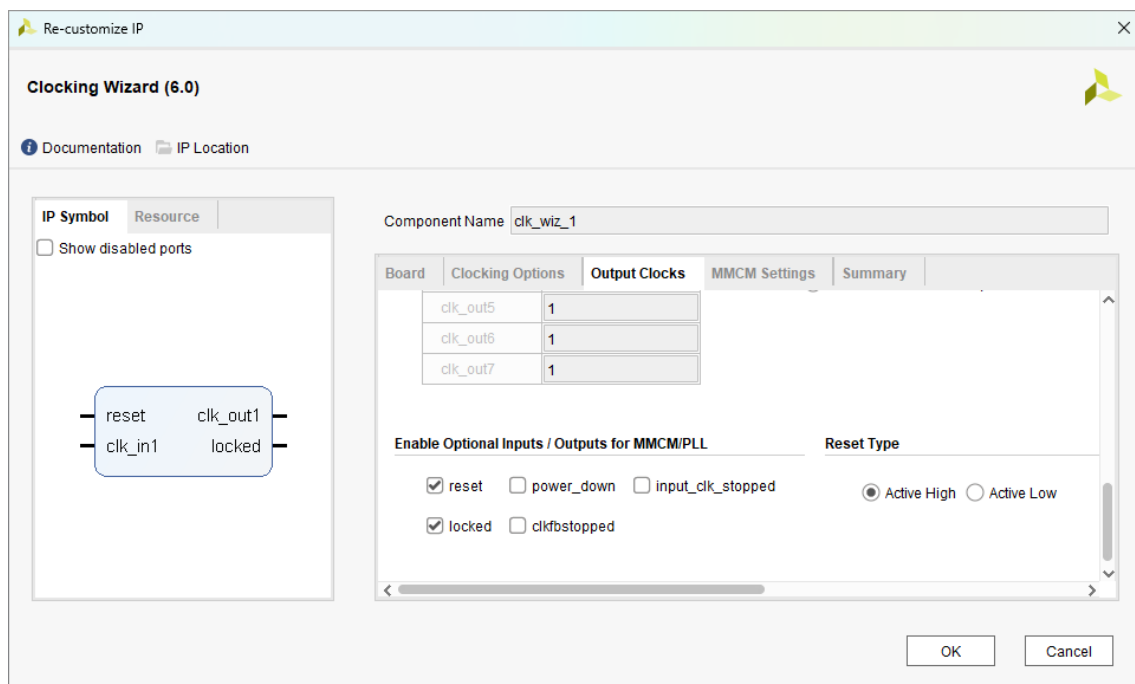 Re-customize IP
Clocking Wizard (6.0)
Documentation IP Location
IP Symbol Resource
Show disabled ports
reset clk_out1
clk_in1 locked
Component Name clk_wiz_1
Board Clocking Options Output Clocks MMCM Settings Summary
clk_out5 1
clk_out6 1
clk_out7 1
Enable Optional Inputs / Outputs for MMCM/PLL Reset Type
reset power_down input_clk_stopped Active High Active Low
locked clkfbstopped
OK Cancel